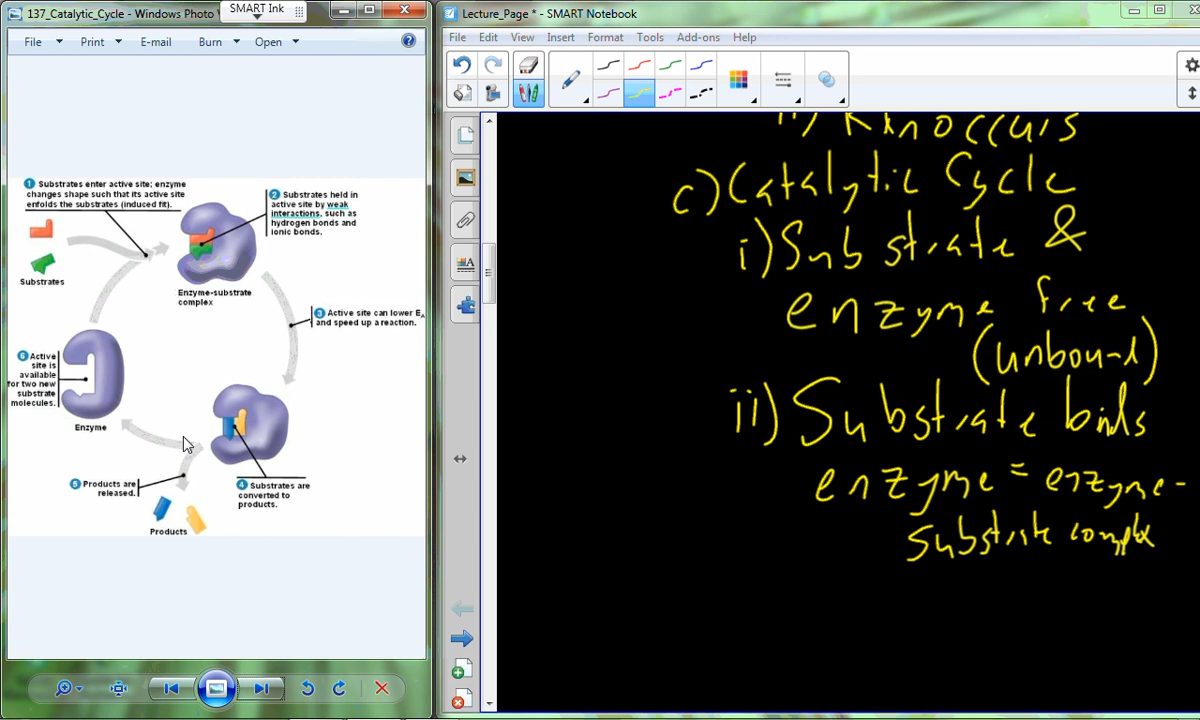 137_Catalytic_Cycle - Windows Photo V
SMART Ink
File Print E-mail Burn Open
1 Substrates enter active site; enzyme
changes shape such that its active site
enfolds the substrates (induced fit).
2 Substrates held in
active site by weak
interactions, such as
hydrogen bonds and
ionic bonds.
Substrates
Enzyme-substrate
complex
3 Active site can lower EA
and speed up a reaction.
6 Active
site is
available
for two new
substrate
molecules.
Enzyme
5 Products are
released.
4 Substrates are
converted to
products.
Products
Lecture_Page * - SMART Notebook
File Edit View Insert Format Tools Add-ons Help
c) Catalytic Cycle
i) Substrate &
enzyme free
(unbound)
ii) Substrate binds
enzyme = enzyme-
substrate complex